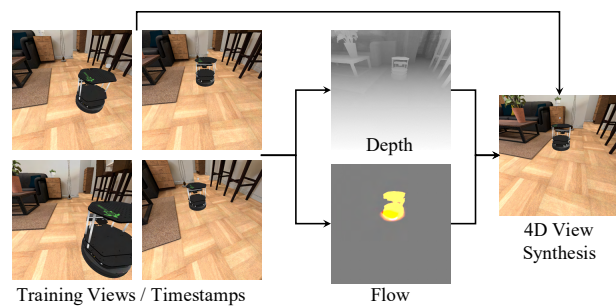 Depth
4D View
Synthesis
Training Views / Timestamps
Flow